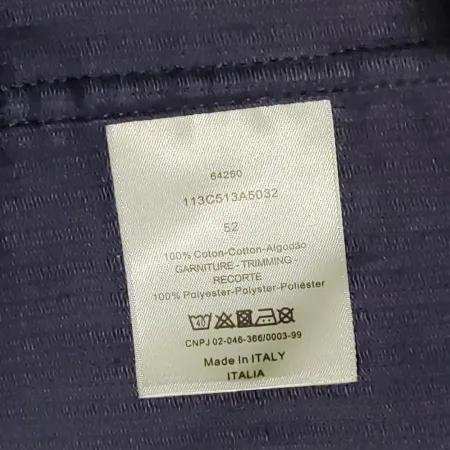 64250
113C513A5032
52
100% Coton-Cotton-Algodão
GARNITURE - TRIMMING -
RECORTE
100% Polyester-Polyster-Poliéster
40
CNPJ 02-046-366/0003-99
Made in ITALY
ITALIA